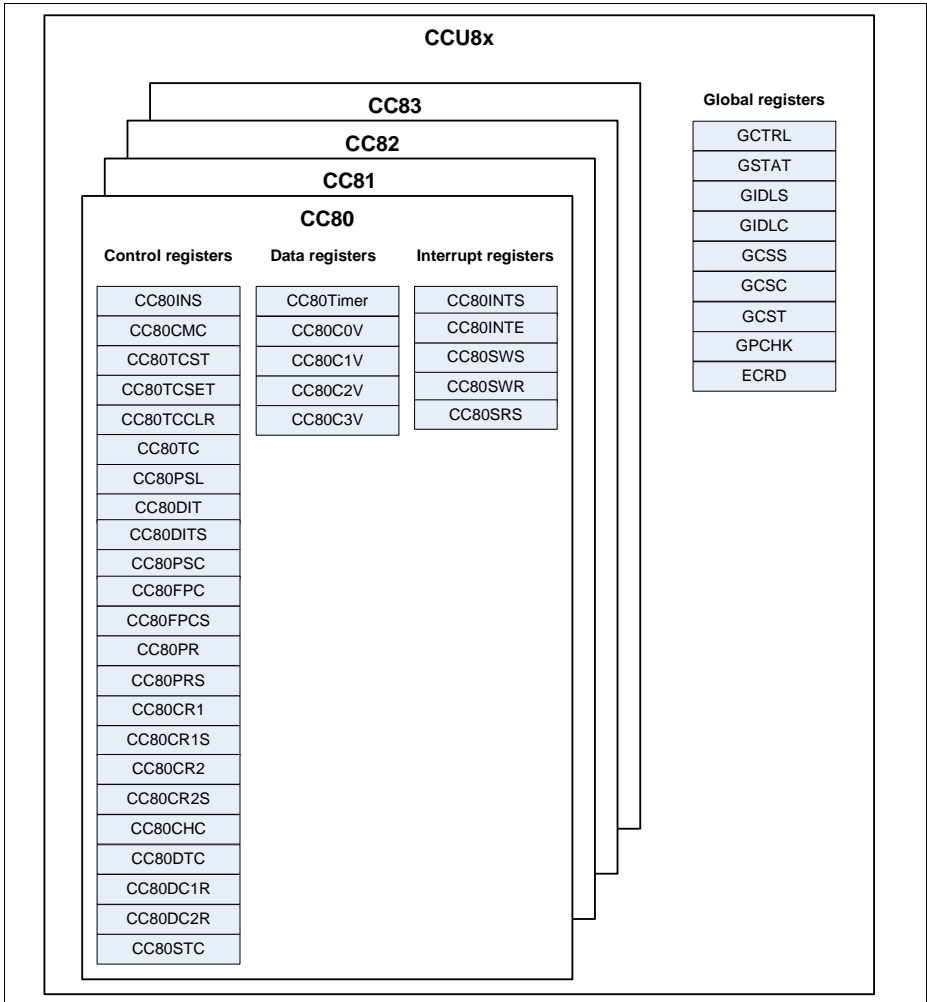 CCU8x
CC83
CC82
CC81
CC80
Control registers
CC80INS
CC80CMC
CC80TCST
CC80TCSET
CC80TCCLR
CC80TC
CC80PSL
CC80DIT
CC80DITS
CC80PSC
CC80FPC
CC80FPCS
CC80PR
CC80PRS
CC80CR1
CC80CR1S
CC80CR2
CC80CR2S
CC80CHC
CC80DTC
CC80DC1R
CC80DC2R
CC80STC
Data registers
CC80Timer
CC80C0V
CC80C1V
CC80C2V
CC80C3V
Interrupt registers
CC80INTS
CC80INTE
CC80SWS
CC80SWR
CC80SRS
Global registers
GCTRL
GSTAT
GIDLS
GIDLC
GCSS
GCSC
GCST
GPCHK
ECRD